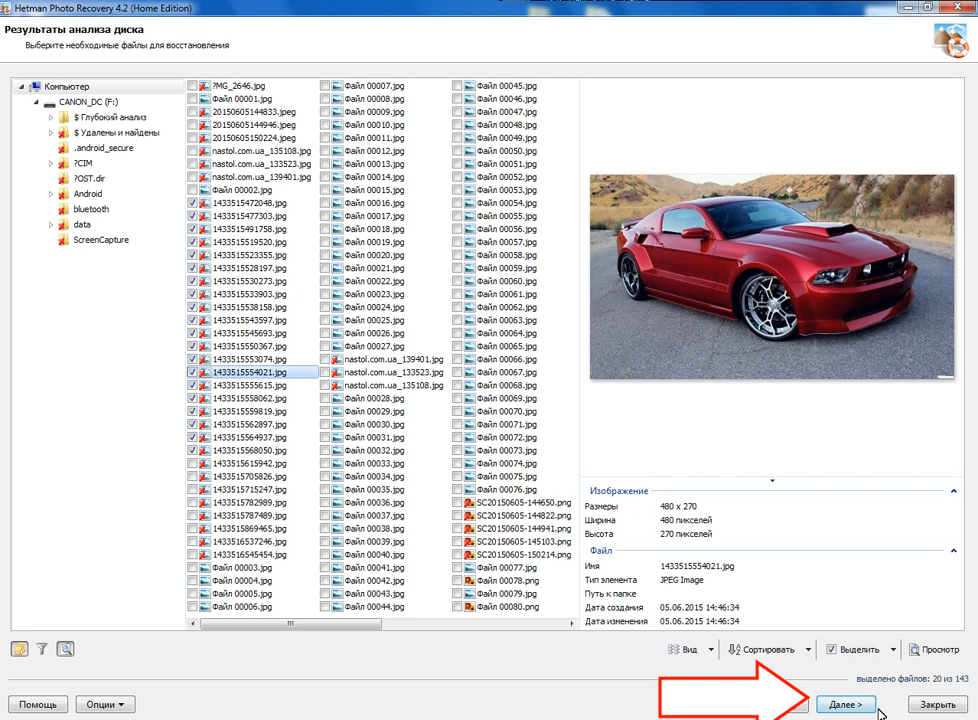 Hetman Photo Recovery 4.2 (Home Edition)
Результаты анализа диска
Выберите необходимые файлы для восстановления
Компьютер
CANON_DC (F:)
$ Глубокий анализ
$ Удалены и найдены
.android_secure
?CIM
?OST.dir
Android
bluetooth
data
ScreenCapture
?MG_2646.jpg
Файл 00001.jpg
20150605144833.jpeg
20150605144946.jpeg
20150605150224.jpeg
nastol.com.ua_135108.jpg
nastol.com.ua_133523.jpg
nastol.com.ua_139401.jpg
Файл 00002.jpg
1433515472048.jpg
1433515477303.jpg
1433515491758.jpg
1433515519520.jpg
1433515523355.jpg
1433515528197.jpg
1433515530273.jpg
1433515533903.jpg
1433515538158.jpg
1433515543597.jpg
1433515545693.jpg
1433515550367.jpg
1433515553074.jpg
1433515554021.jpg
1433515555615.jpg
1433515558062.jpg
1433515559819.jpg
1433515562897.jpg
1433515564937.jpg
1433515568050.jpg
1433515615942.jpg
1433515705826.jpg
1433515715247.jpg
1433515782989.jpg
1433515787489.jpg
1433515869465.jpg
1433516537246.jpg
1433516545454.jpg
Файл 00003.jpg
Файл 00004.jpg
Файл 00005.jpg
Файл 00006.jpg
Файл 00007.jpg
Файл 00008.jpg
Файл 00009.jpg
Файл 00010.jpg
Файл 00011.jpg
Файл 00012.jpg
Файл 00013.jpg
Файл 00014.jpg
Файл 00015.jpg
Файл 00016.jpg
Файл 00017.jpg
Файл 00018.jpg
Файл 00019.jpg
Файл 00020.jpg
Файл 00021.jpg
Файл 00022.jpg
Файл 00023.jpg
Файл 00024.jpg
Файл 00025.jpg
Файл 00026.jpg
Файл 00027.jpg
nastol.com.ua_139401.jpg
nastol.com.ua_133523.jpg
nastol.com.ua_135108.jpg
Файл 00028.jpg
Файл 00029.jpg
Файл 00030.jpg
Файл 00031.jpg
Файл 00032.jpg
Файл 00033.jpg
Файл 00034.jpg
Файл 00035.jpg
Файл 00036.jpg
Файл 00037.jpg
Файл 00038.jpg
Файл 00039.jpg
Файл 00040.jpg
Файл 00041.jpg
Файл 00042.jpg
Файл 00043.jpg
Файл 00044.jpg
Файл 00045.jpg
Файл 00046.jpg
Файл 00047.jpg
Файл 00048.jpg
Файл 00049.jpg
Файл 00050.jpg
Файл 00051.jpg
Файл 00052.jpg
Файл 00053.jpg
Файл 00054.jpg
Файл 00055.jpg
Файл 00056.jpg
Файл 00057.jpg
Файл 00058.jpg
Файл 00059.jpg
Файл 00060.jpg
Файл 00061.jpg
Файл 00062.jpg
Файл 00063.jpg
Файл 00064.jpg
Файл 00065.jpg
Файл 00066.jpg
Файл 00067.jpg
Файл 00068.jpg
Файл 00069.jpg
Файл 00070.jpg
Файл 00071.jpg
Файл 00072.jpg
Файл 00073.jpg
Файл 00074.jpg
Файл 00075.jpg
Файл 00076.jpg
SC20150605-144650.png
SC20150605-144822.png
SC20150605-144941.png
SC20150605-145103.png
SC20150605-150214.png
Файл 00077.jpg
Файл 00078.png
Файл 00079.jpg
Файл 00080.png
Изображение
Размеры 480 x 270
Ширина 480 пикселей
Высота 270 пикселей
Файл
Имя 1433515554021.jpg
Тип элемента JPEG Image
Путь к папке
Дата создания 05.06.2015 14:46:34
Дата изменения 05.06.2015 14:46:34
Вид Сортировать Выделить Просмотр
выделено файлов: 20 из 143
Помощь Опции Далее > Закрыть